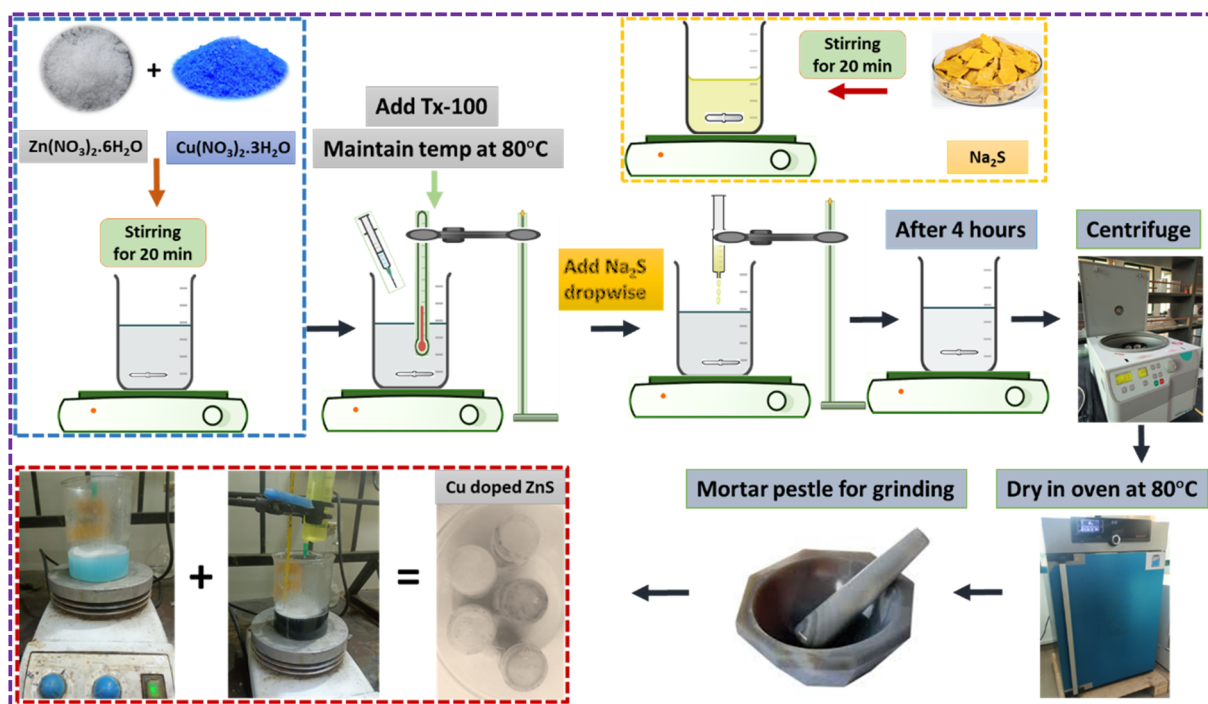 +
Zn(NO₃)₂.6H₂O
Cu(NO₃)₂.3H₂O
Stirring
for 20 min
Add Tx-100
Maintain temp at 80°C
Stirring
for 20 min
Na₂S
Add Na₂S
dropwise
After 4 hours
Centrifuge
Dry in oven at 80°C
Mortar pestle for grinding
+
=
Cu doped ZnS